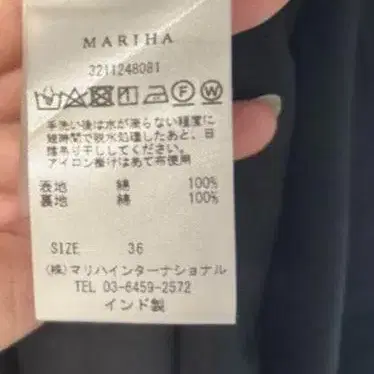 MARIHA
3211248081
F W
手洗い後は水が滴らない程度に
短時間で脱水処理したあと、日
陰吊り干ししてください。
アイロン掛けはあて布使用
表地 綿 100%
裏地 綿 100%
SIZE 36
(株)マリハインターナショナル
TEL 03-6459-2572
インド製